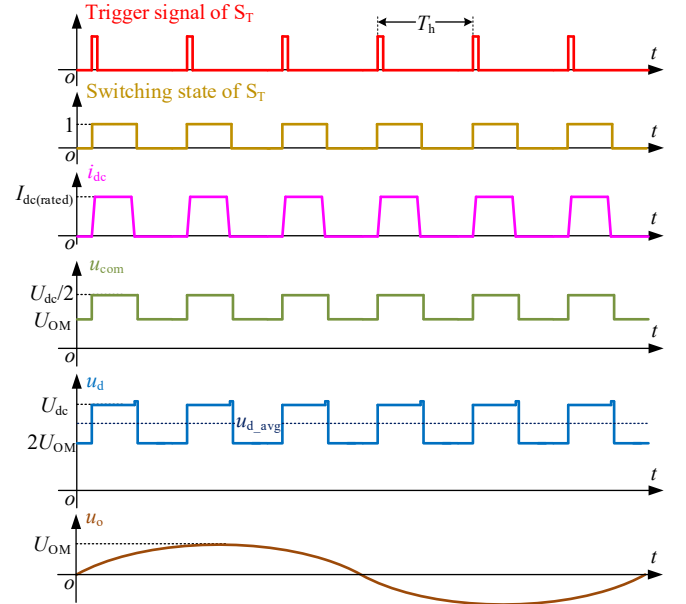 Trigger signal of S_T
T_h
t
o
Switching state of S_T
1
t
o
i_dc
I_dc(rated)
t
o
u_com
U_dc/2
U_OM
t
o
u_d
U_dc
u_d_avg
2U_OM
t
o
u_o
U_OM
t
o